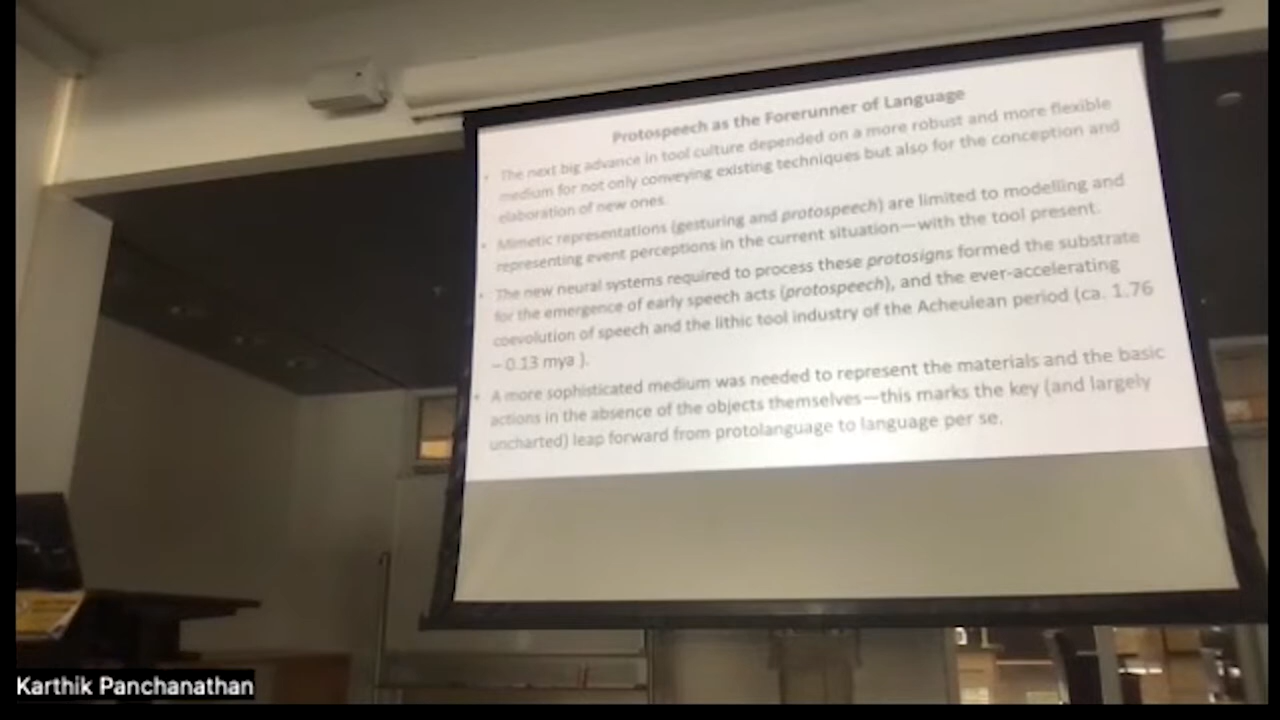 Protospeech as the Forerunner of Language
• The next big advance in tool culture depended on a more robust and more flexible
medium for not only conveying existing techniques but also for the conception and
elaboration of new ones.
• Mimetic representations (gesturing and protospeech) are limited to modelling and
representing event perceptions in the current situation—with the tool present.
• The new neural systems required to process these protosigns formed the substrate
for the emergence of early speech acts (protospeech), and the ever-accelerating
coevolution of speech and the lithic tool industry of the Acheulean period (ca. 1.76
– 0.13 mya ).
• A more sophisticated medium was needed to represent the materials and the basic
actions in the absence of the objects themselves—this marks the key (and largely
uncharted) leap forward from protolanguage to language per se.
Karthik Panchanathan